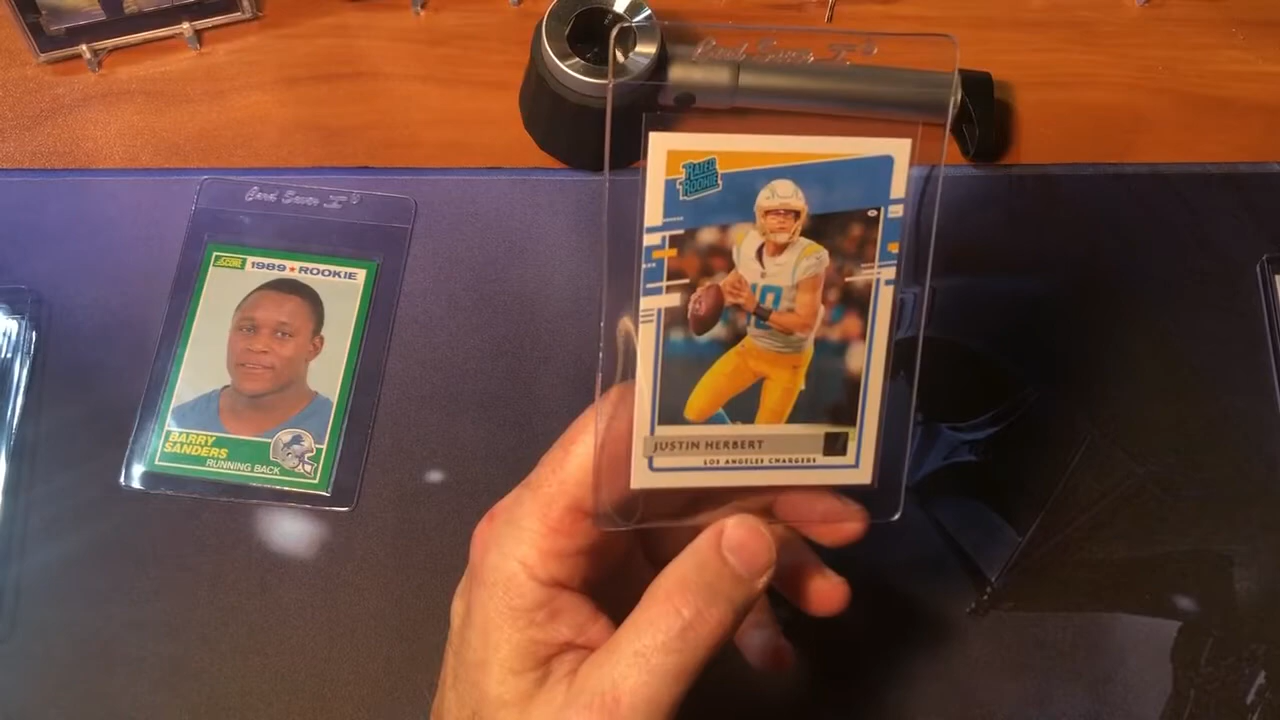 Card Saver I
Card Saver I
SCORE
1989 ★ ROOKIE
BARRY
SANDERS
RUNNING BACK
RATED
ROOKIE
10
JUSTIN HERBERT
LOS ANGELES CHARGERS